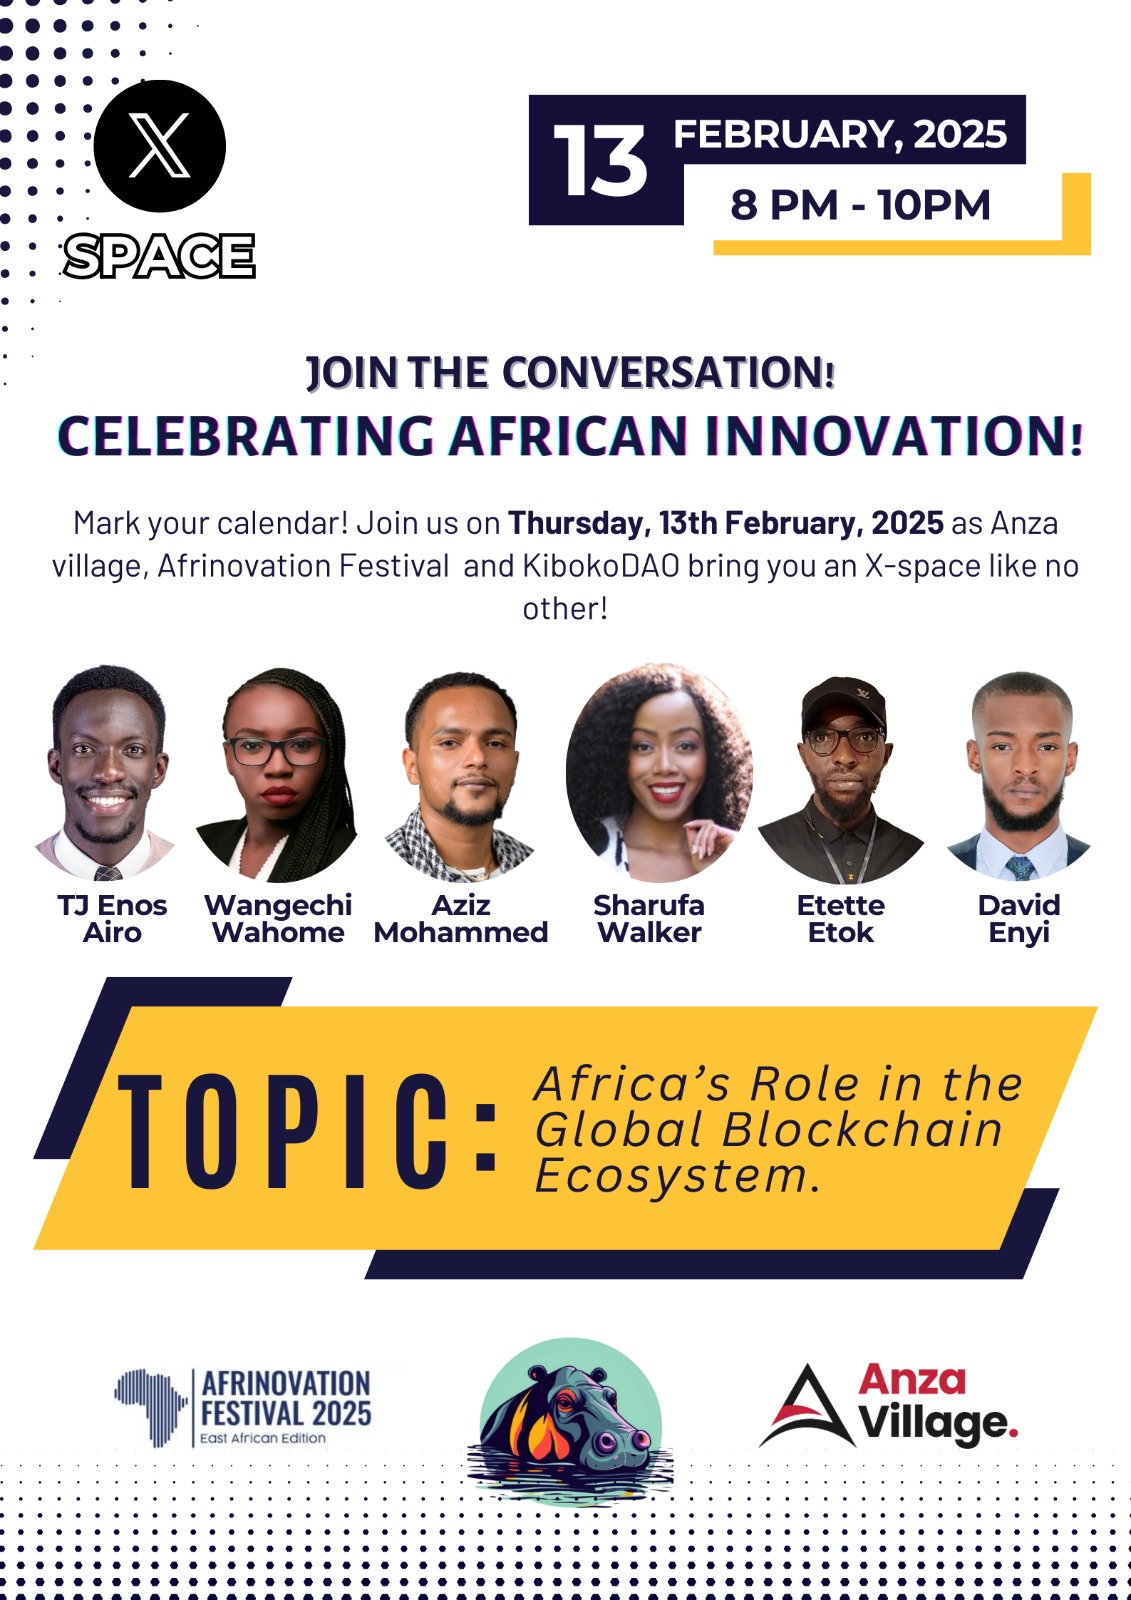 X
SPACE
13
FEBRUARY, 2025
8 PM - 10PM
JOIN THE CONVERSATION!
CELEBRATING AFRICAN INNOVATION!
Mark your calendar! Join us on Thursday, 13th February, 2025 as Anza
village, Afrinovation Festival and KibokoDAO bring you an X-space like no
other!
TJ Enos
Airo
Wangechi
Wahome
Aziz
Mohammed
Sharufa
Walker
Etette
Etok
David
Enyi
TOPIC:
Africa's Role in the
Global Blockchain
Ecosystem.
AFRINOVATION
FESTIVAL 2025
East African Edition
Anza
Village.